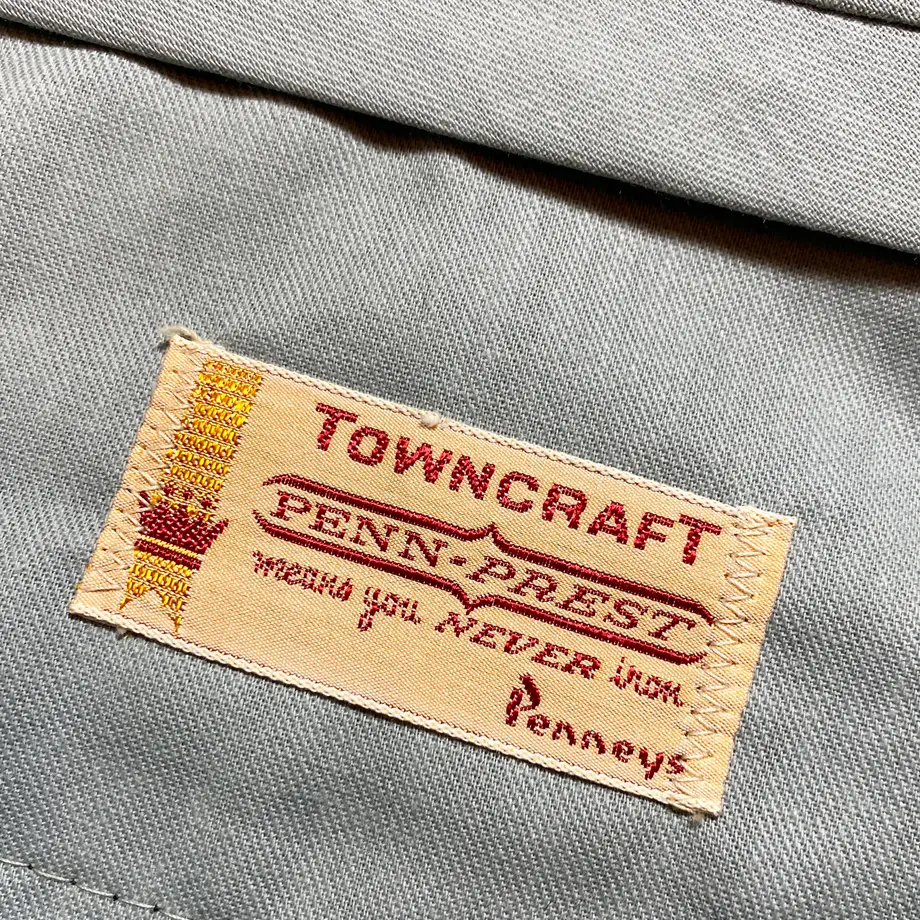 TOWNCRAFT
PENN-PREST
means you NEVER iron
Penneys